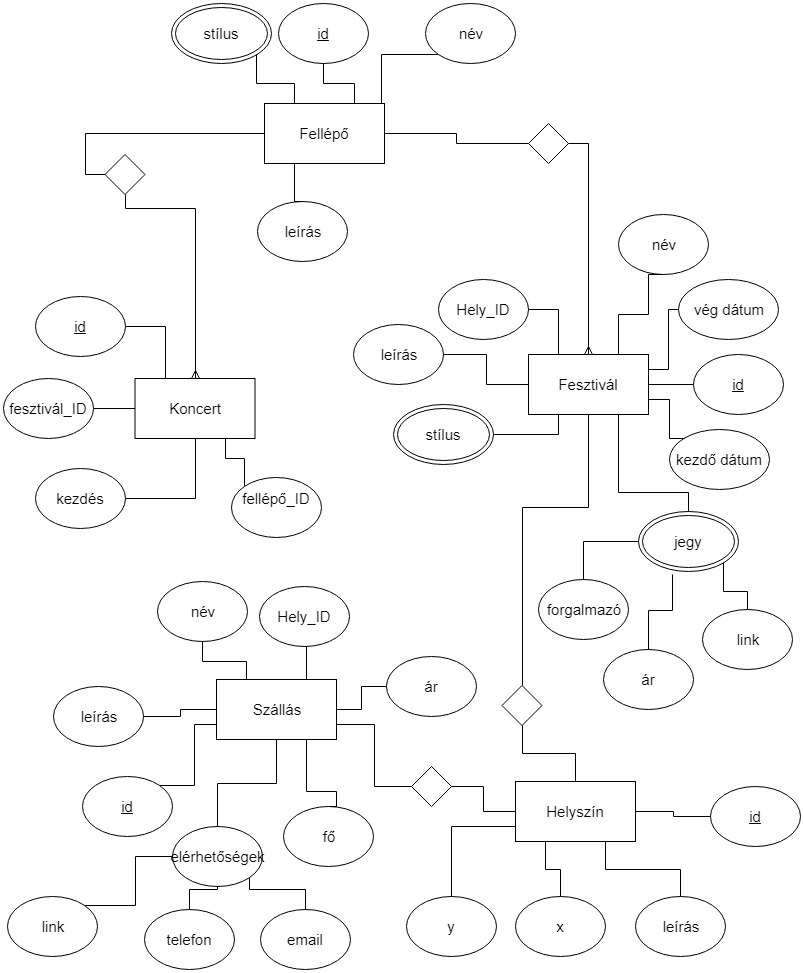 stílus
id
név
Fellépő
leírás
név
Hely_ID
vég dátum
id
leírás
Fesztivál
id
fesztivál_ID
Koncert
stílus
kezdő dátum
kezdés
fellépő_ID
jegy
forgalmazó
link
ár
név
Hely_ID
ár
leírás
Szállás
id
Helyszín
id
fő
elérhetőségek
link
telefon
email
y
x
leírás